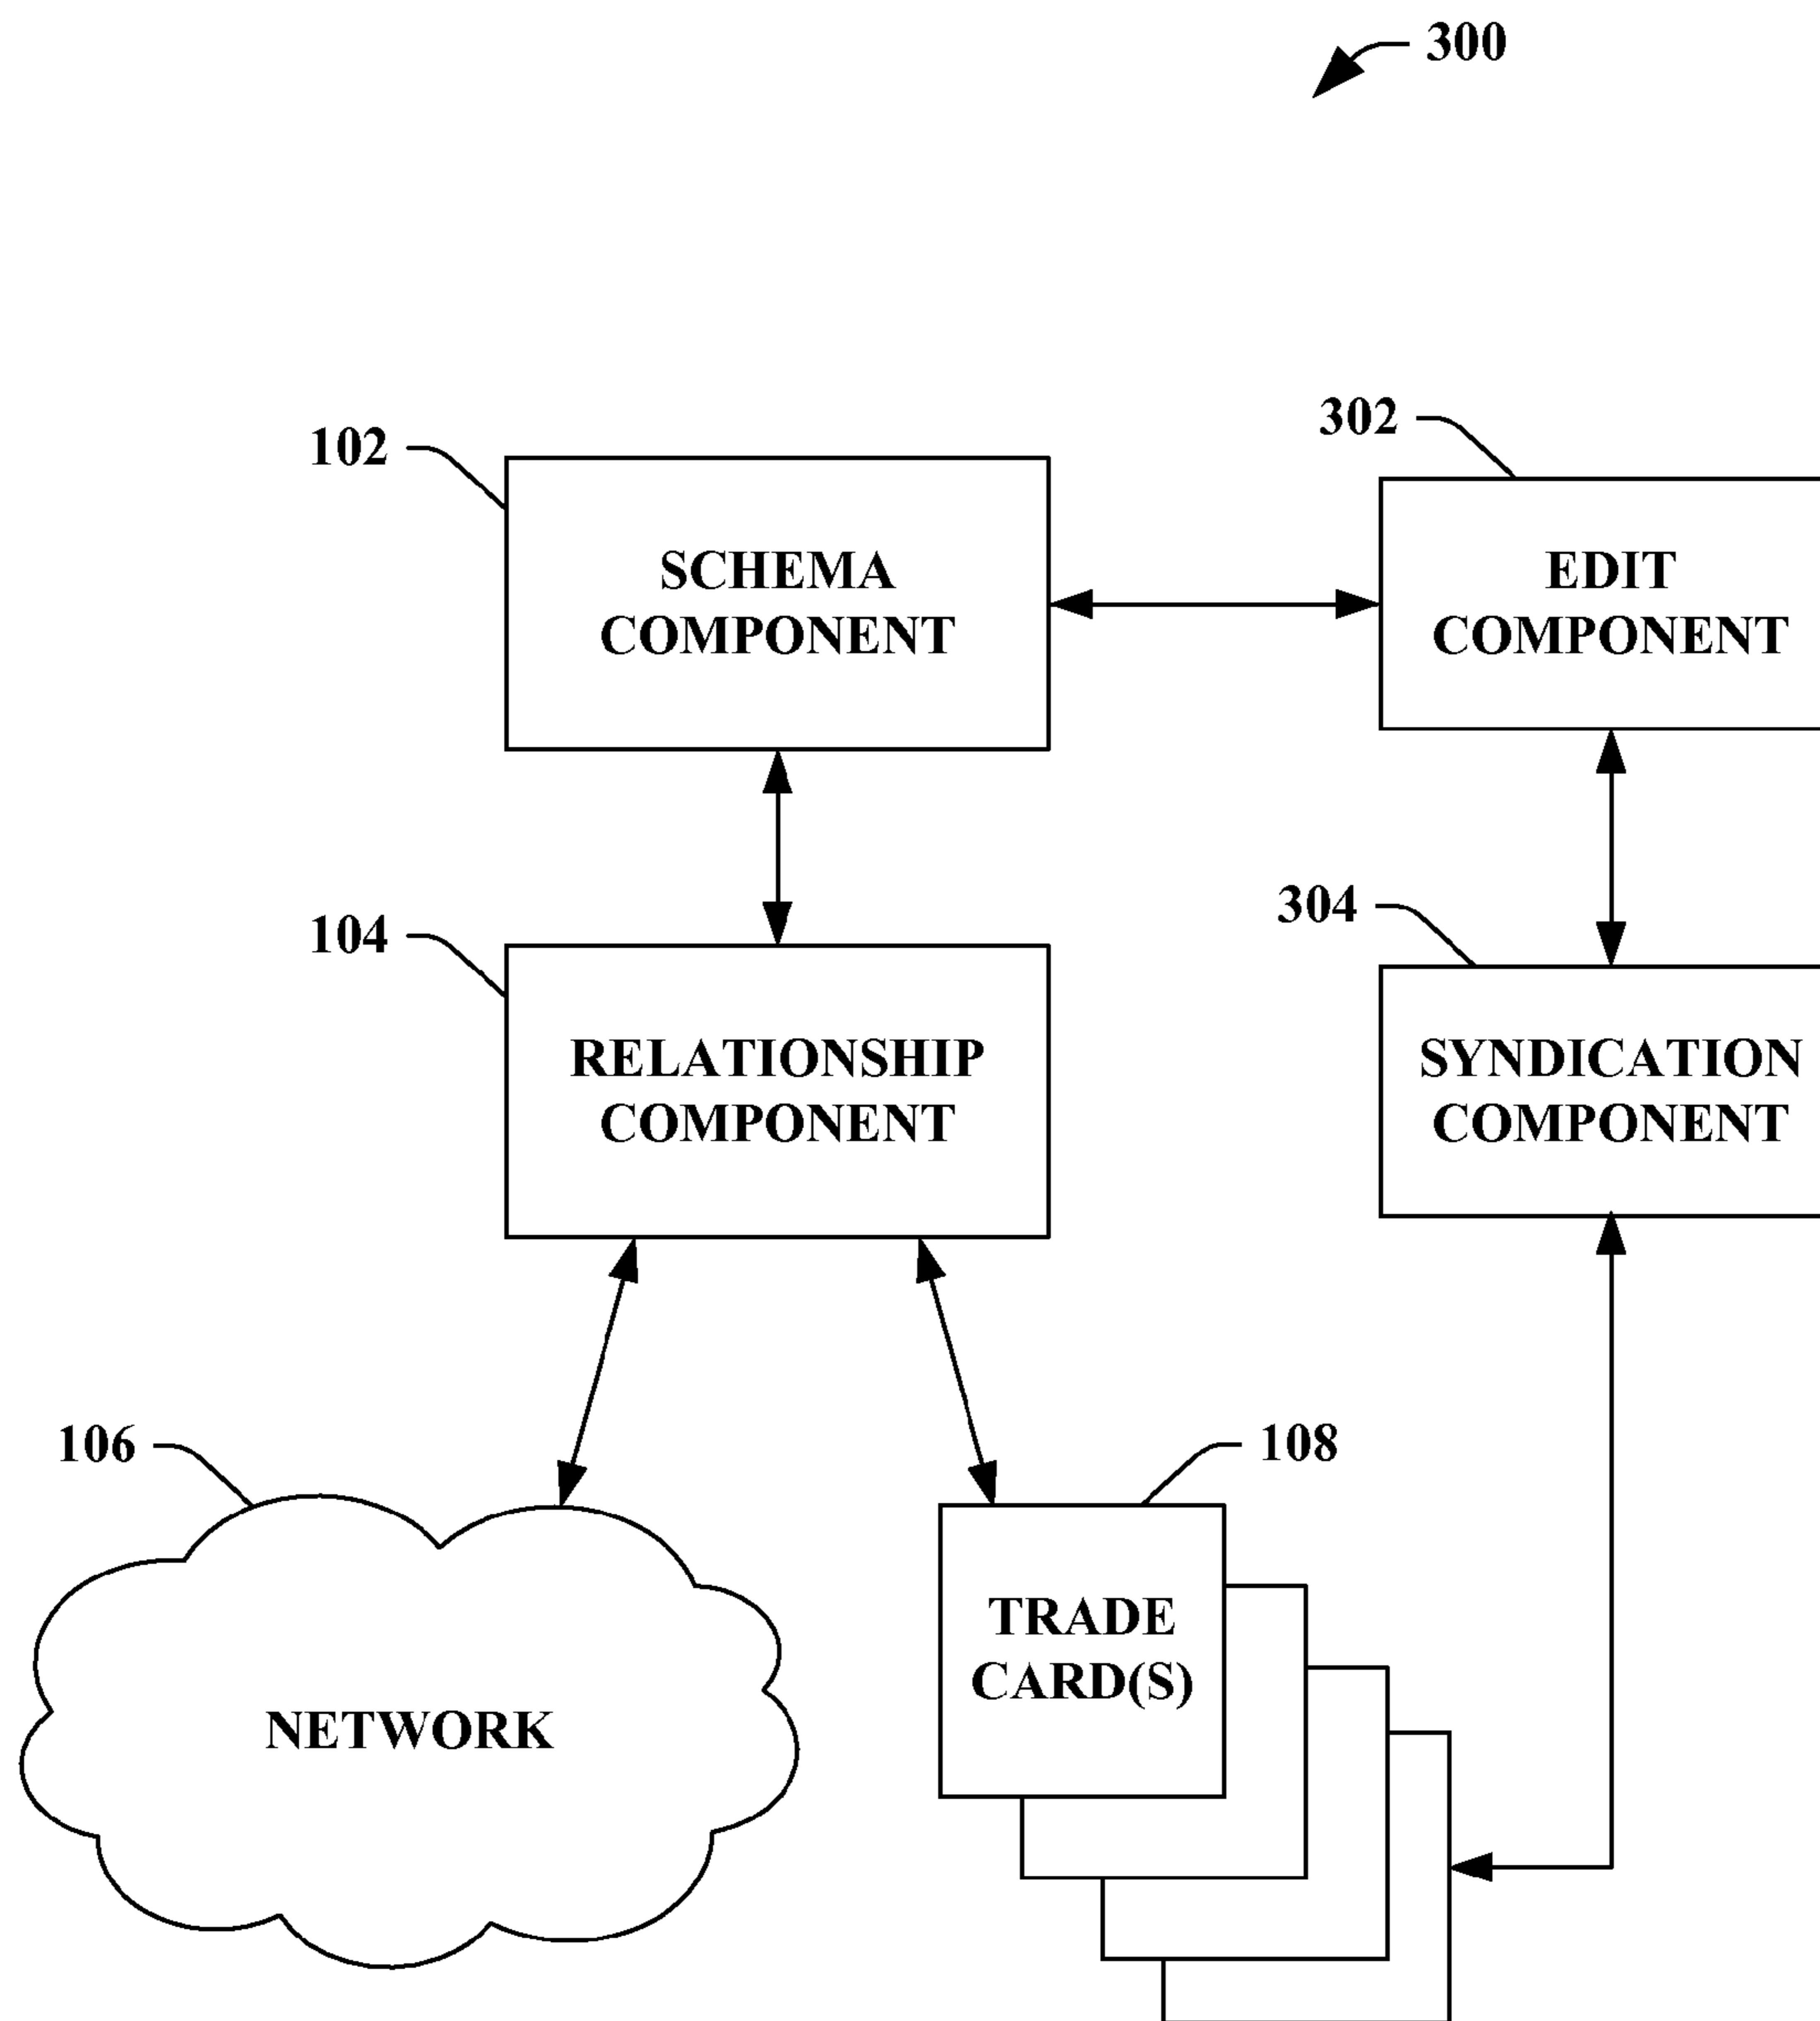 300
302
102
SCHEMA
COMPONENT
EDIT
COMPONENT
304
104
RELATIONSHIP
COMPONENT
SYNDICATION
COMPONENT
106
108
TRADE
CARD(S)
NETWORK